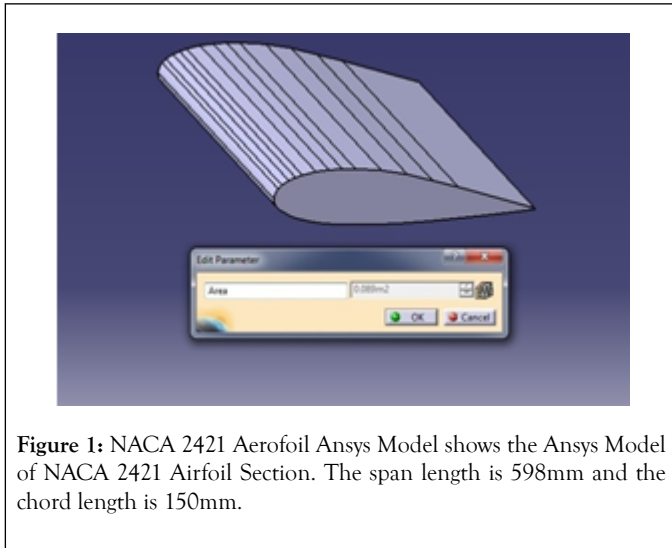 Edit Parameter
Area 0.089m2
OK Cancel
Figure 1: NACA 2421 Aerofoil Ansys Model shows the Ansys Model
of NACA 2421 Airfoil Section. The span length is 598mm and the
chord length is 150mm.